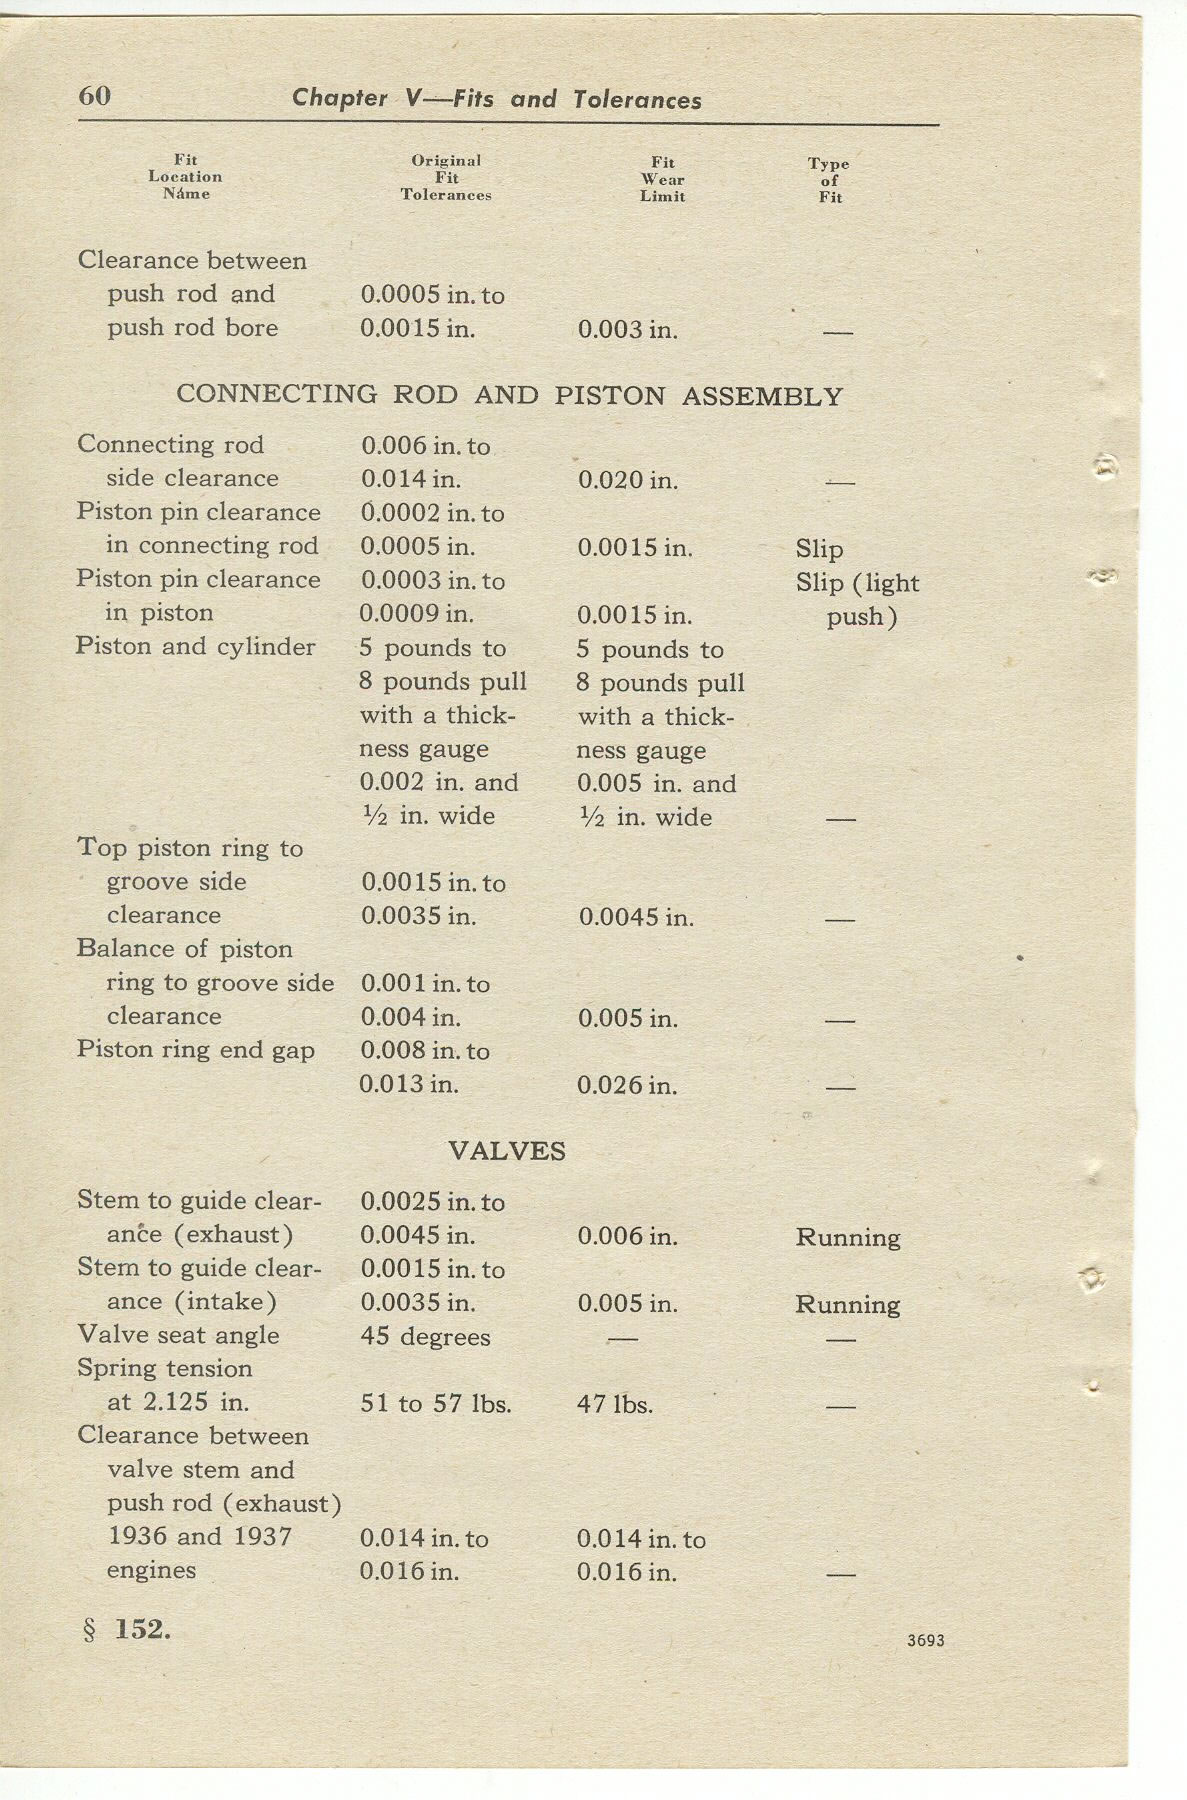 60 Chapter V—Fits and Tolerances
Fit Original Fit Type
Location Fit Wear of
Name Tolerances Limit Fit
Clearance between
push rod and 0.0005 in. to
push rod bore 0.0015 in. 0.003 in. —
CONNECTING ROD AND PISTON ASSEMBLY
Connecting rod 0.006 in. to
side clearance 0.014 in. 0.020 in. —
Piston pin clearance 0.0002 in. to
in connecting rod 0.0005 in. 0.0015 in. Slip
Piston pin clearance 0.0003 in. to Slip (light
in piston 0.0009 in. 0.0015 in. push)
Piston and cylinder 5 pounds to 5 pounds to
8 pounds pull 8 pounds pull
with a thick- with a thick-
ness gauge ness gauge
0.002 in. and 0.005 in. and
½ in. wide ½ in. wide —
Top piston ring to
groove side 0.0015 in. to
clearance 0.0035 in. 0.0045 in. —
Balance of piston
ring to groove side 0.001 in. to
clearance 0.004 in. 0.005 in. —
Piston ring end gap 0.008 in. to
0.013 in. 0.026 in. —
VALVES
Stem to guide clear- 0.0025 in. to
ance (exhaust) 0.0045 in. 0.006 in. Running
Stem to guide clear- 0.0015 in. to
ance (intake) 0.0035 in. 0.005 in. Running
Valve seat angle 45 degrees — —
Spring tension
at 2.125 in. 51 to 57 lbs. 47 lbs. —
Clearance between
valve stem and
push rod (exhaust)
1936 and 1937 0.014 in. to 0.014 in. to
engines 0.016 in. 0.016 in. —
§ 152.
3693